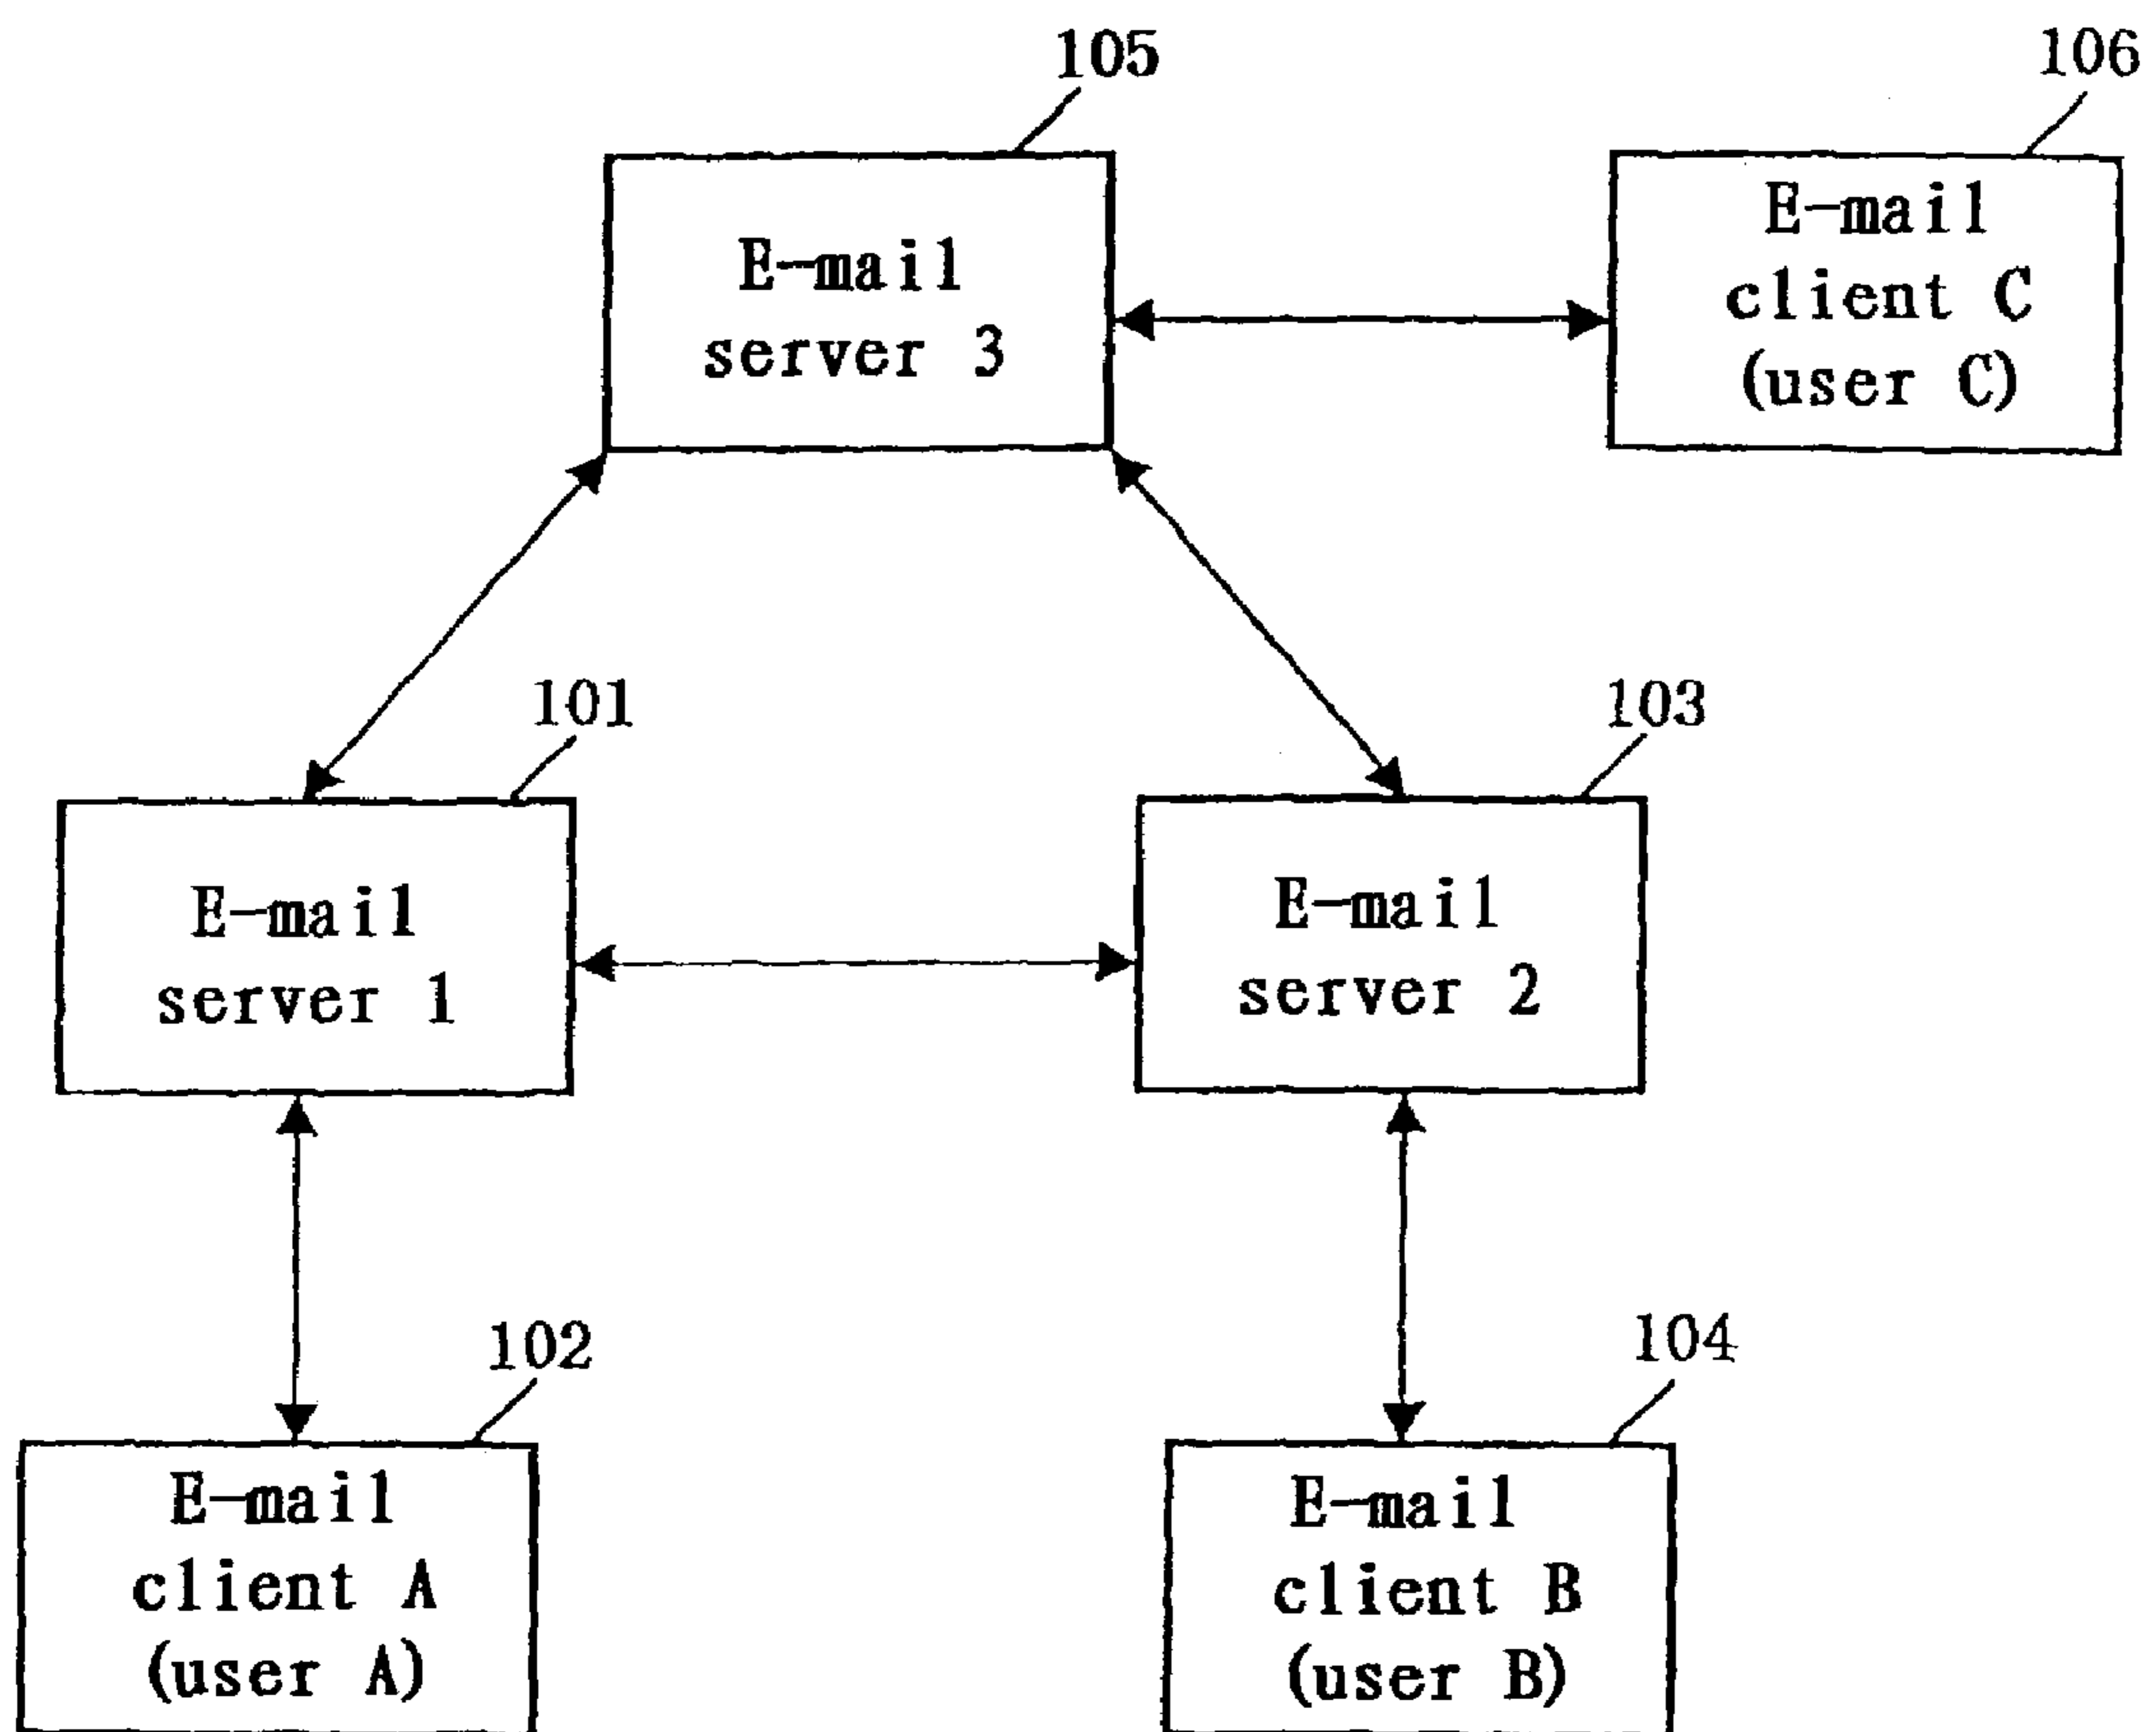 105
106
E-mail
server 3
E-mail
client C
(user C)
101
103
E-mail
server 1
E-mail
server 2
102
104
E-mail
client A
(user A)
E-mail
client B
(user B)